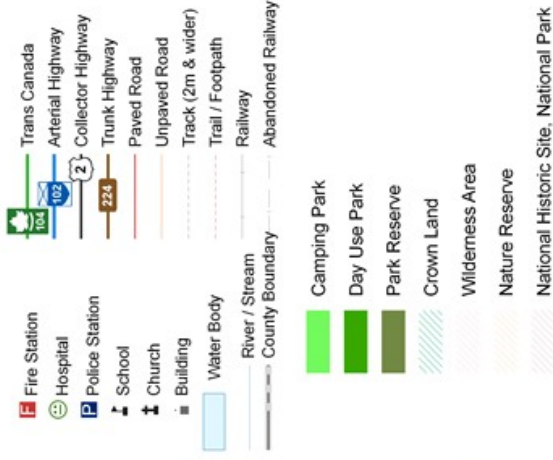 F Fire Station
Hospital
P Police Station
School
Church
Building
Water Body
River / Stream
County Boundary
104 Trans Canada
102 Arterial Highway
2 Collector Highway
224 Trunk Highway
Paved Road
Unpaved Road
Track (2m & wider)
Trail / Footpath
Railway
Abandoned Railway
Camping Park
Day Use Park
Park Reserve
Crown Land
Wilderness Area
Nature Reserve
National Historic Site, National Park